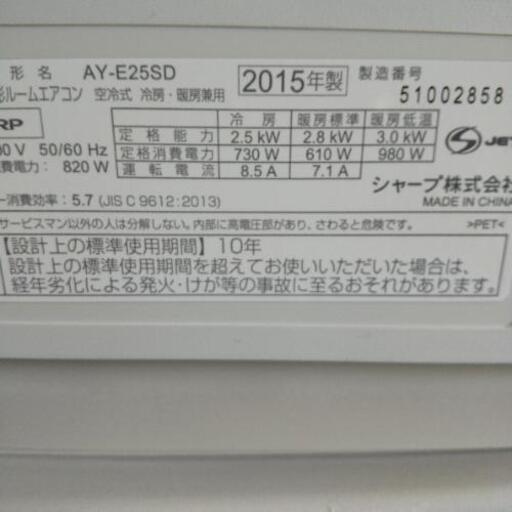 形名 AY-E25SD 2015年製 製造番号
形ルームエアコン 空冷式 冷房・暖房兼用 51002858
RP 冷房 暖房標準 暖房低温
定格能力 2.5 kW 2.8 kW 3.0 kW
00 V 50/60 Hz 定格消費電力 730 W 610 W 980 W JET
費電力: 820 W 運転電流 8.5 A 7.1 A
シャープ株式会社
ー消費効率:5.7 (JIS C 9612:2013) MADE IN CHINA
サービスマン以外の人は分解しない。内部に高電圧部があり、さわると危険です。 >PET<
【設計上の標準使用期間】10年
設計上の標準使用期間を超えてお使いいただいた場合は、
経年劣化による発火・けが等の事故に至るおそれがあります。